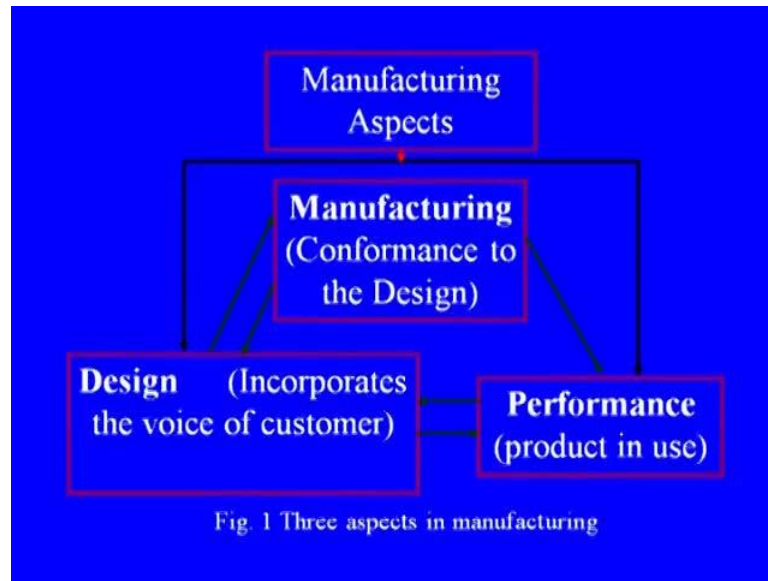 Manufacturing
Aspects
Manufacturing
(Conformance to
the Design)
Design (Incorporates
the voice of customer)
Performance
(product in use)
Fig. 1 Three aspects in manufacturing